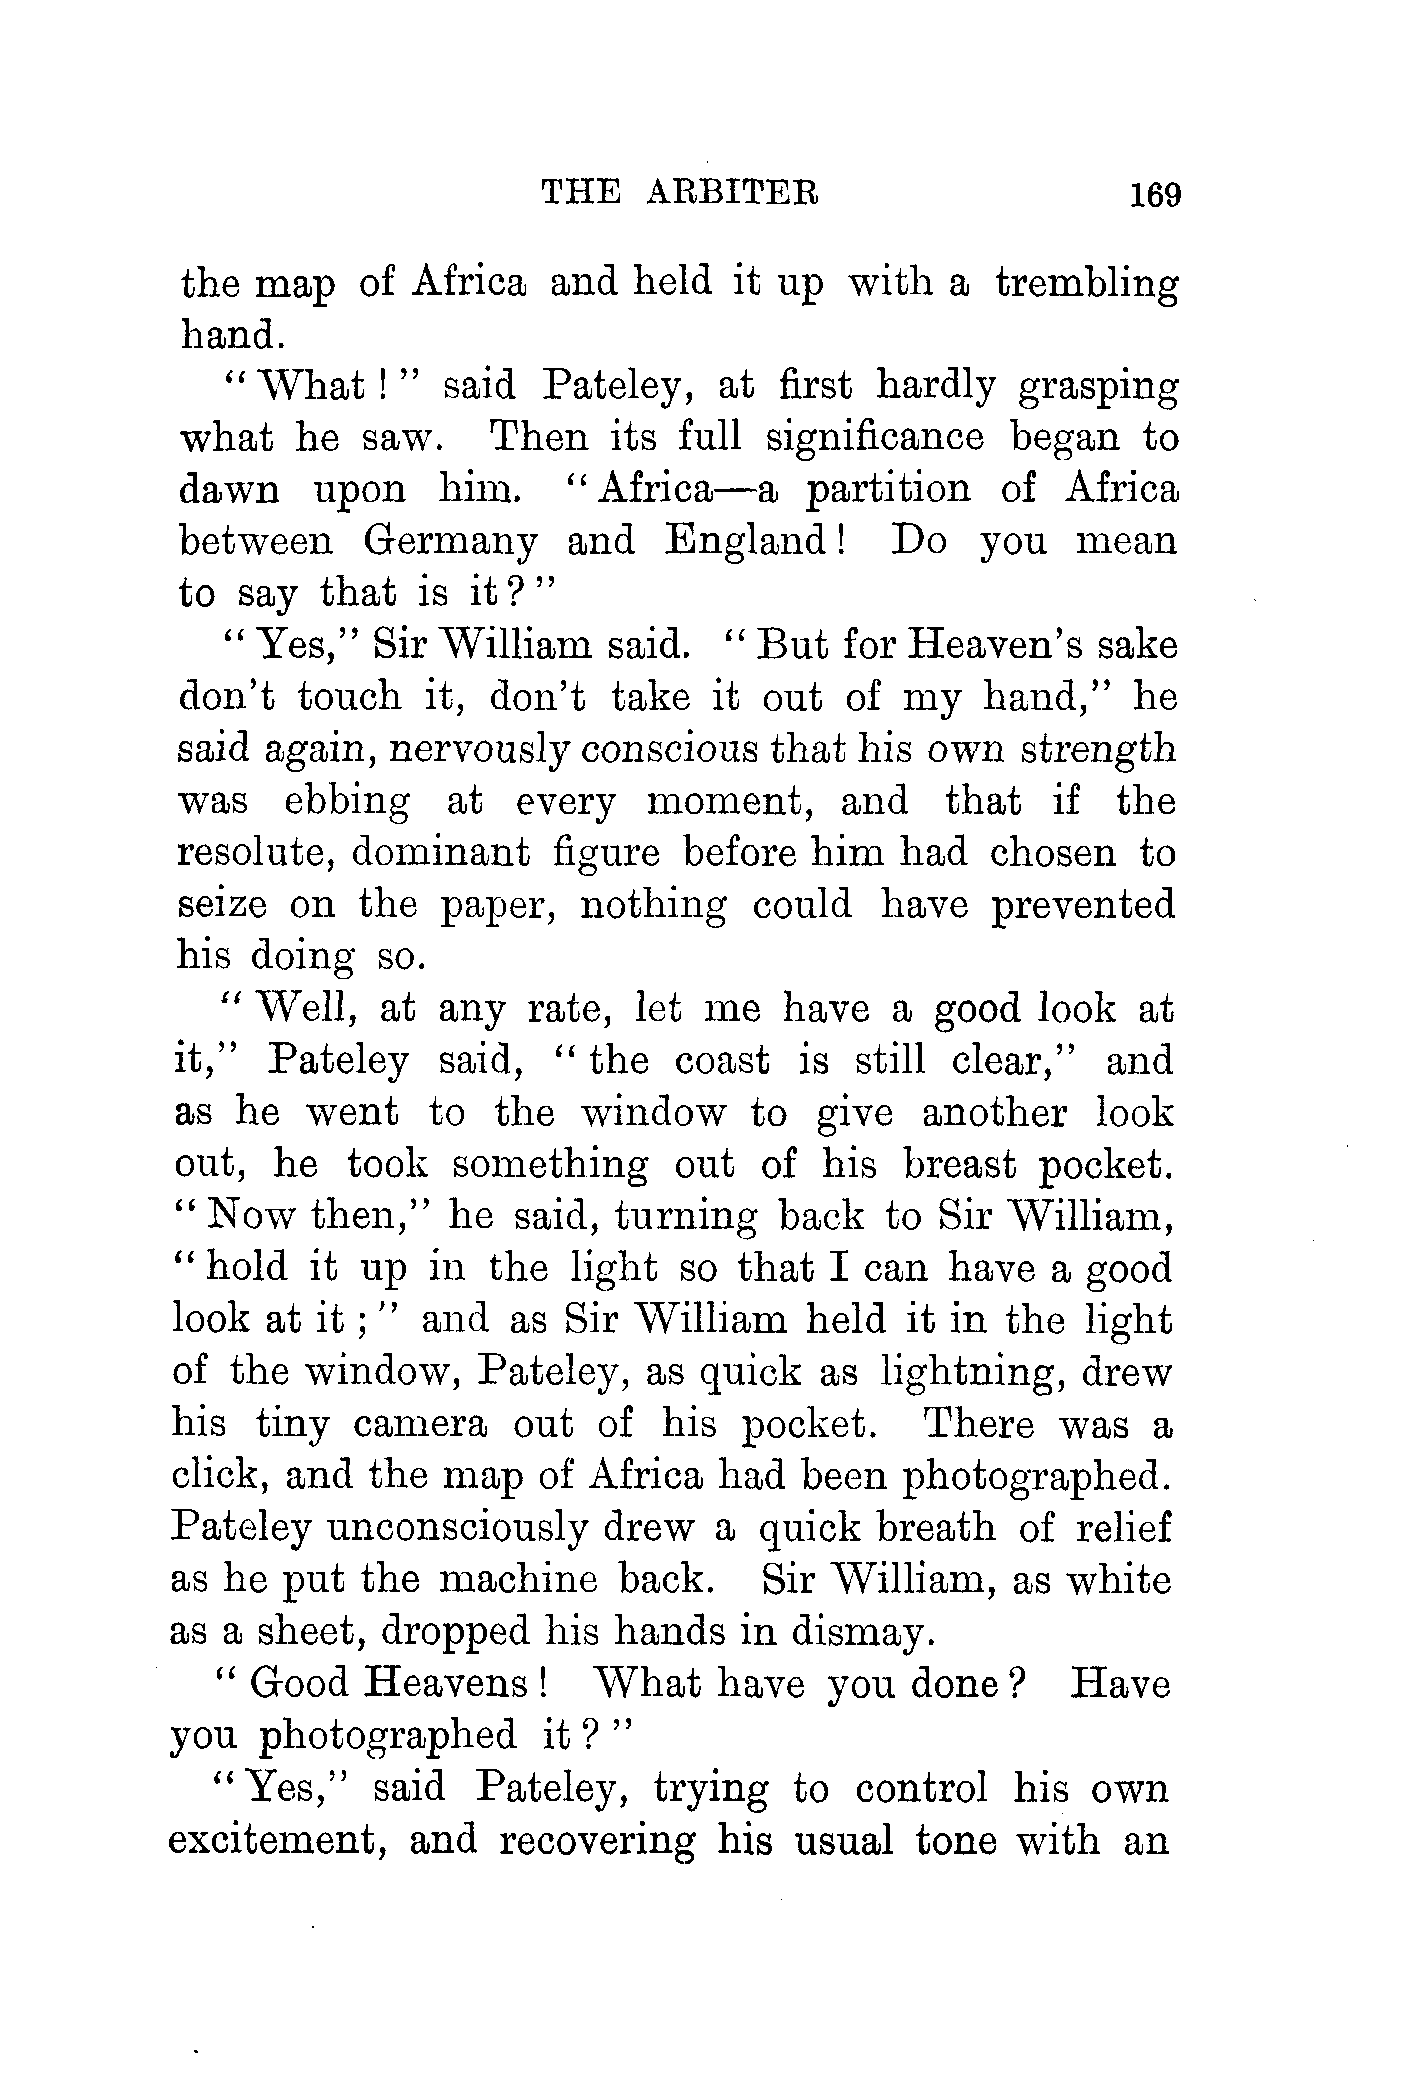 THE ARBITER 169
the map of Africa and held it up with a trembling
hand.
“What!” said Pateley, at first hardly grasping
what he saw. Then its full significance began to
dawn upon him. “Africa—a partition of Africa
between Germany and England! Do you mean
to say that is it?”
“Yes,” Sir William said. “But for Heaven's sake
don't touch it, don't take it out of my hand,” he
said again, nervously conscious that his own strength
was ebbing at every moment, and that if the
resolute, dominant figure before him had chosen to
seize on the paper, nothing could have prevented
his doing so.
“Well, at any rate, let me have a good look at
it,” Pateley said, “the coast is still clear,” and
as he went to the window to give another look
out, he took something out of his breast pocket.
“Now then,” he said, turning back to Sir William,
“hold it up in the light so that I can have a good
look at it;” and as Sir William held it in the light
of the window, Pateley, as quick as lightning, drew
his tiny camera out of his pocket. There was a
click, and the map of Africa had been photographed.
Pateley unconsciously drew a quick breath of relief
as he put the machine back. Sir William, as white
as a sheet, dropped his hands in dismay.
“Good Heavens! What have you done? Have
you photographed it?”
“Yes,” said Pateley, trying to control his own
excitement, and recovering his usual tone with an